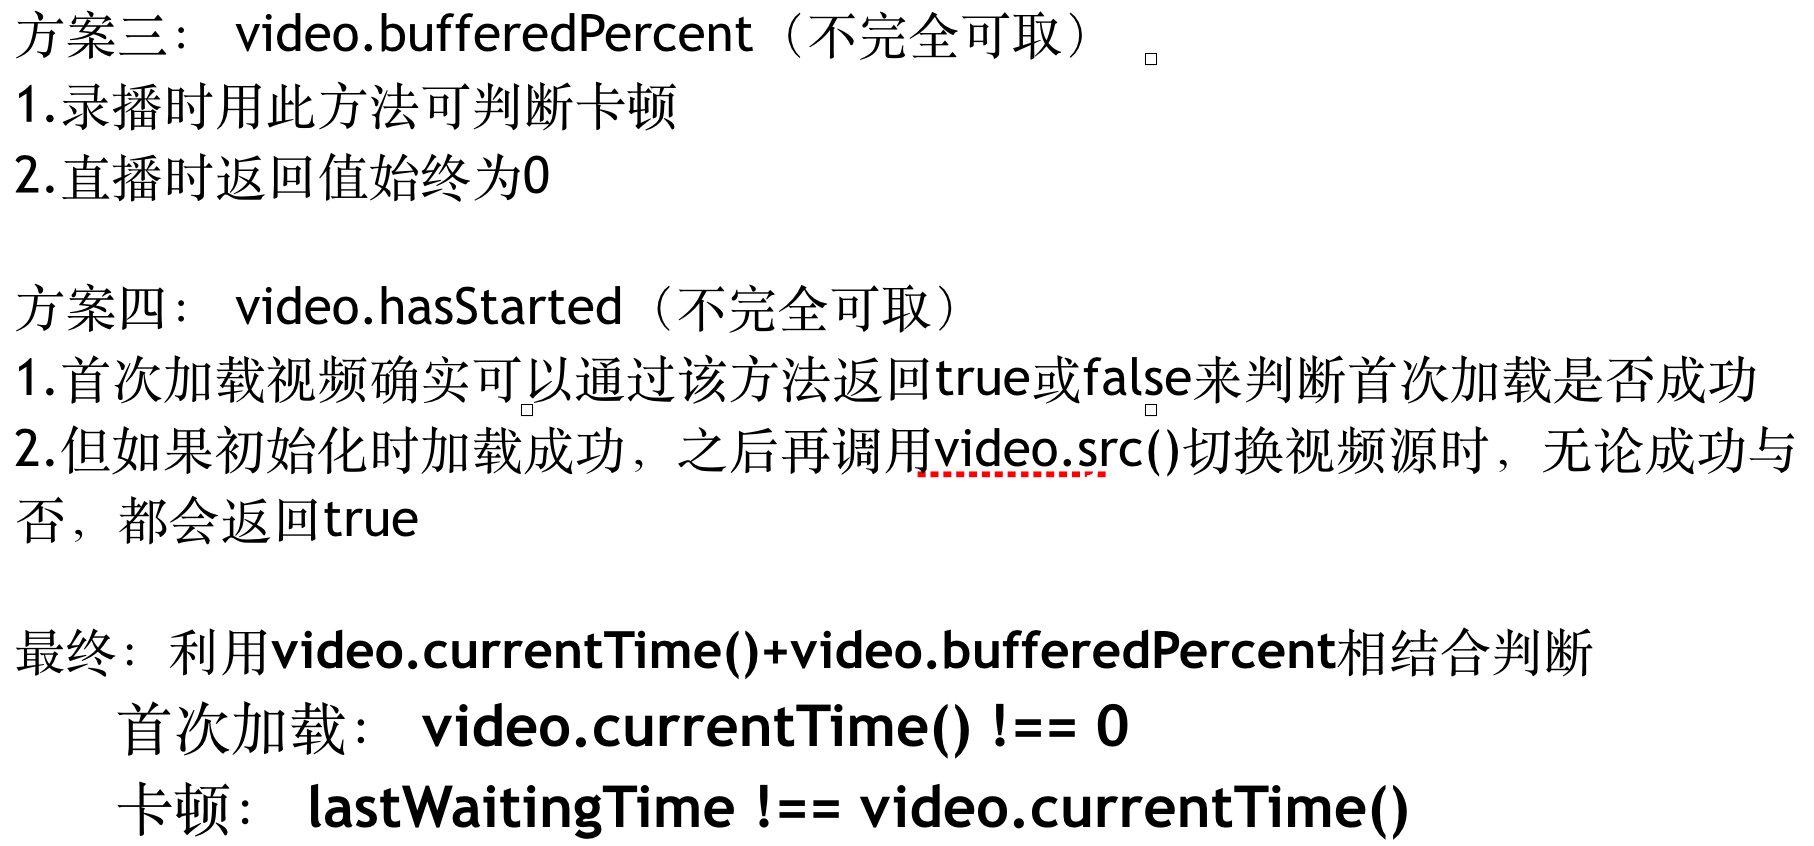 方案三： video.bufferedPercent（不完全可取）
1.录播时用此方法可判断卡顿
2.直播时返回值始终为0
方案四： video.hasStarted（不完全可取）
1.首次加载视频确实可以通过该方法返回true或false来判断首次加载是否成功
2.但如果初始化时加载成功，之后再调用video.src()切换视频源时，无论成功与
否，都会返回true
最终：利用video.currentTime()+video.bufferedPercent相结合判断
首次加载： video.currentTime() !== 0
卡顿： lastWaitingTime !== video.currentTime()